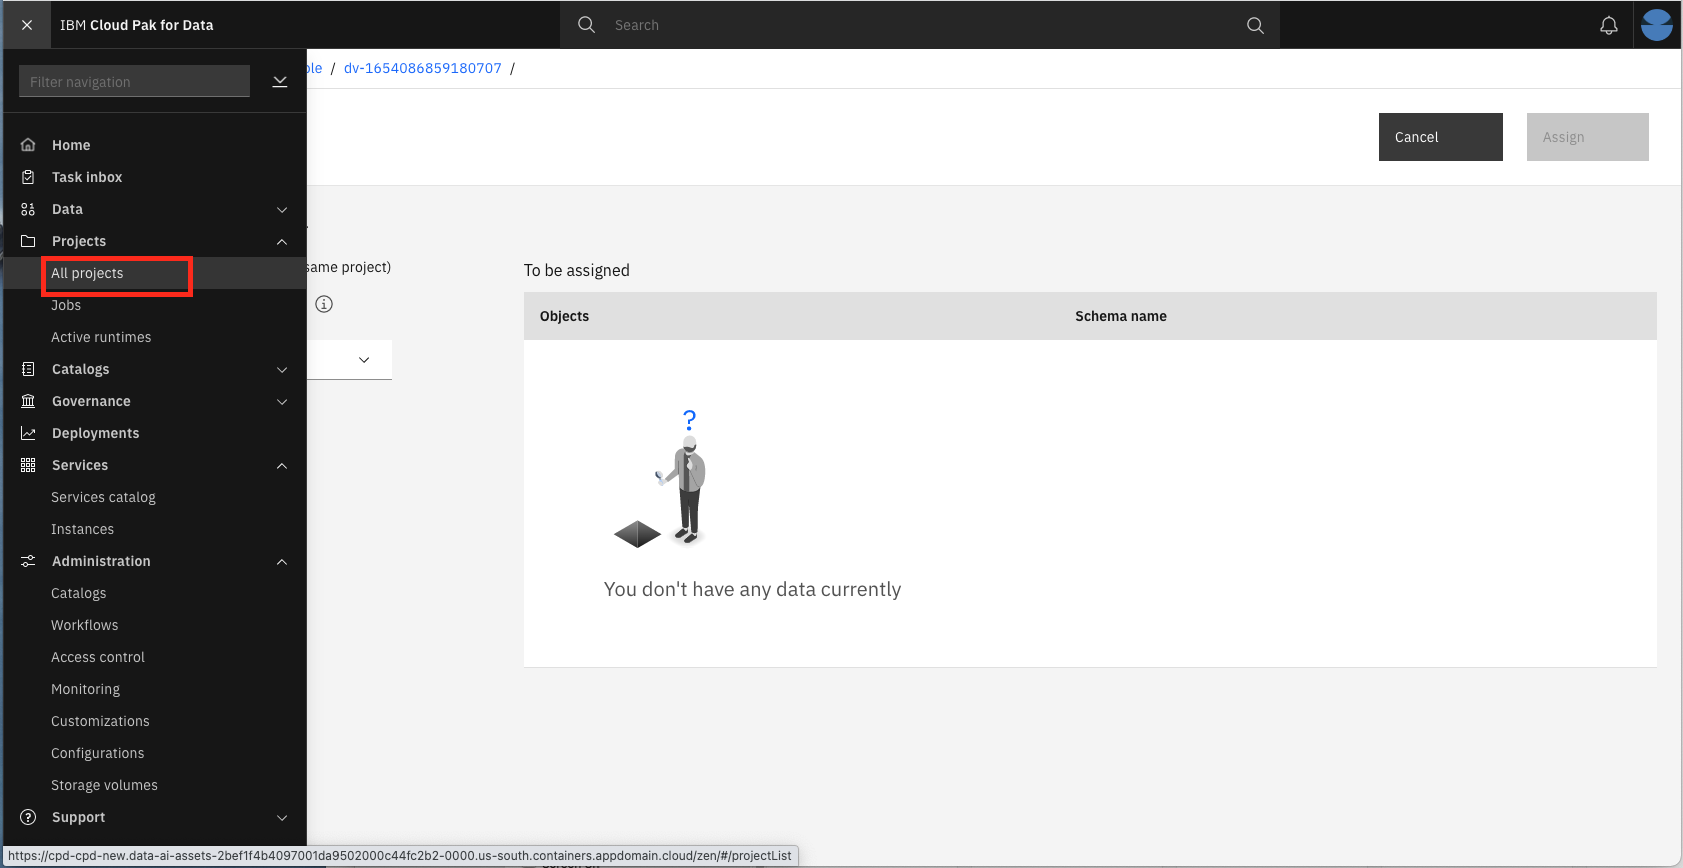 IBM Cloud Pak for Data
Search
Filter navigation
ple / dv-1654086859180707 /
Cancel
Assign
Home
Task inbox
Data
Projects
All projects
Jobs
Active runtimes
Catalogs
Governance
Deployments
Services
Services catalog
Instances
Administration
Catalogs
Workflows
Access control
Monitoring
Customizations
Configurations
Storage volumes
Support
same project)
To be assigned
Objects Schema name
?
You don't have any data currently
https://cpd-cpd-new.data-ai-assets-2bef1f4b4097001da9502000c44fc2b2-0000.us-south.containers.appdomain.cloud/zen/#/projectList